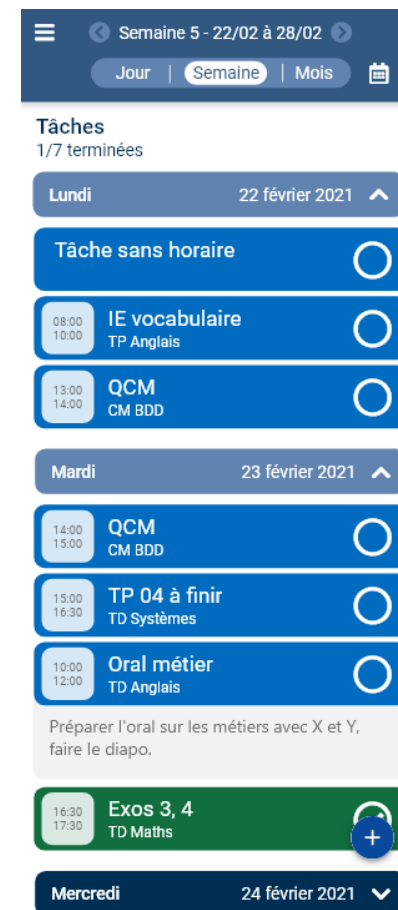 Semaine 5 - 22/02 à 28/02
Jour | Semaine | Mois
Tâches
1/7 terminées
Lundi 22 février 2021
Tâche sans horaire
08:00
10:00
IE vocabulaire
TP Anglais
13:00
14:00
QCM
CM BDD
Mardi 23 février 2021
14:00
15:00
QCM
CM BDD
15:00
16:30
TP 04 à finir
TD Systèmes
10:00
12:00
Oral métier
TD Anglais
Préparer l'oral sur les métiers avec X et Y,
faire le diapo.
16:30
17:30
Exos 3, 4
TD Maths
+
Mercredi 24 février 2021